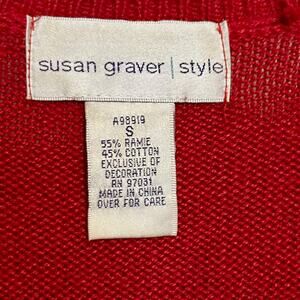 susan graver | style
A98919
S
55% RAMIE
45% COTTON
EXCLUSIVE OF
DECORATION
RN 97031
MADE IN CHINA
OVER FOR CARE